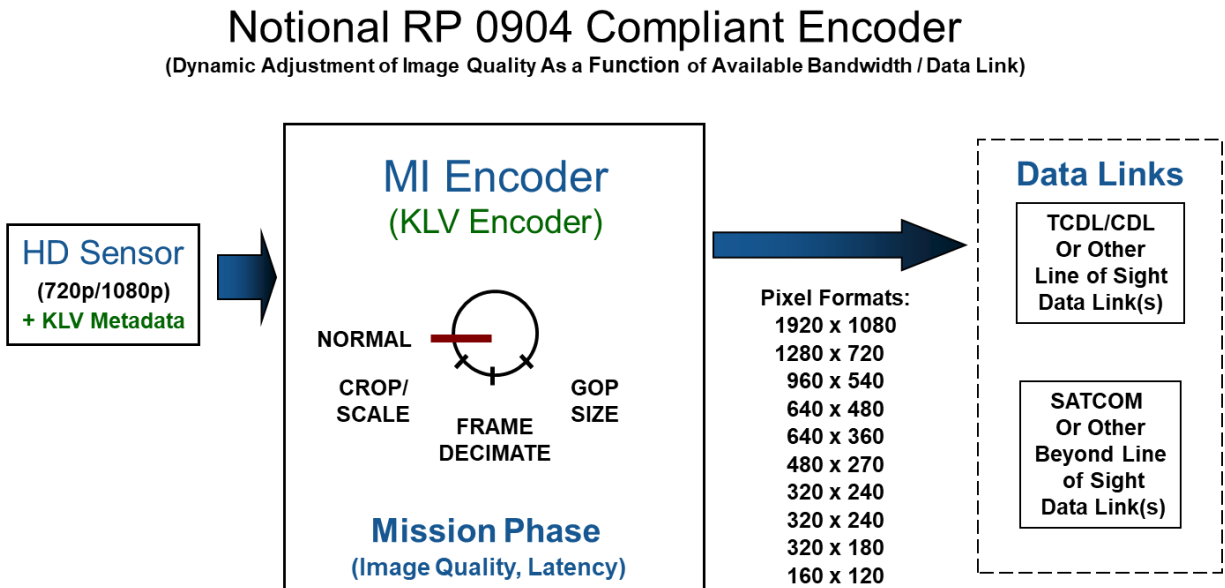 Notional RP 0904 Compliant Encoder
(Dynamic Adjustment of Image Quality As a Function of Available Bandwidth / Data Link)
HD Sensor
(720p/1080p)
+ KLV Metadata
MI Encoder
(KLV Encoder)
NORMAL
CROP/
SCALE
FRAME
DECIMATE
GOP
SIZE
Mission Phase
(Image Quality, Latency)
Pixel Formats:
1920 x 1080
1280 x 720
960 x 540
640 x 480
640 x 360
480 x 270
320 x 240
320 x 240
320 x 180
160 x 120
Data Links
TCDL/CDL
Or Other
Line of Sight
Data Link(s)
SATCOM
Or Other
Beyond Line
of Sight
Data Link(s)